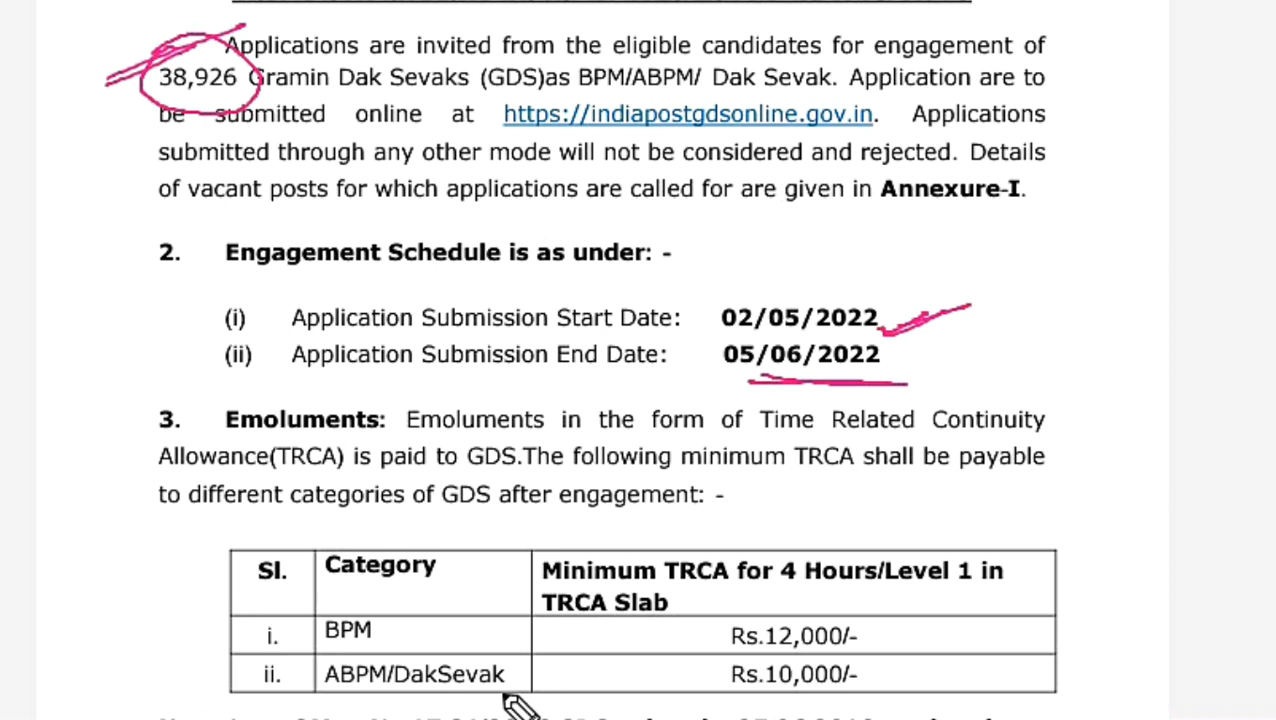 Applications are invited from the eligible candidates for engagement of
38,926 Gramin Dak Sevaks (GDS)as BPM/ABPM/ Dak Sevak. Application are to
be submitted online at https://indiapostgdsonline.gov.in. Applications
submitted through any other mode will not be considered and rejected. Details
of vacant posts for which applications are called for are given in Annexure-I.
2. Engagement Schedule is as under: -
(i) Application Submission Start Date: 02/05/2022
(ii) Application Submission End Date: 05/06/2022
3. Emoluments: Emoluments in the form of Time Related Continuity
Allowance(TRCA) is paid to GDS.The following minimum TRCA shall be payable
to different categories of GDS after engagement: -
Sl. Category Minimum TRCA for 4 Hours/Level 1 in
TRCA Slab
i. BPM Rs.12,000/-
ii. ABPM/DakSevak Rs.10,000/-